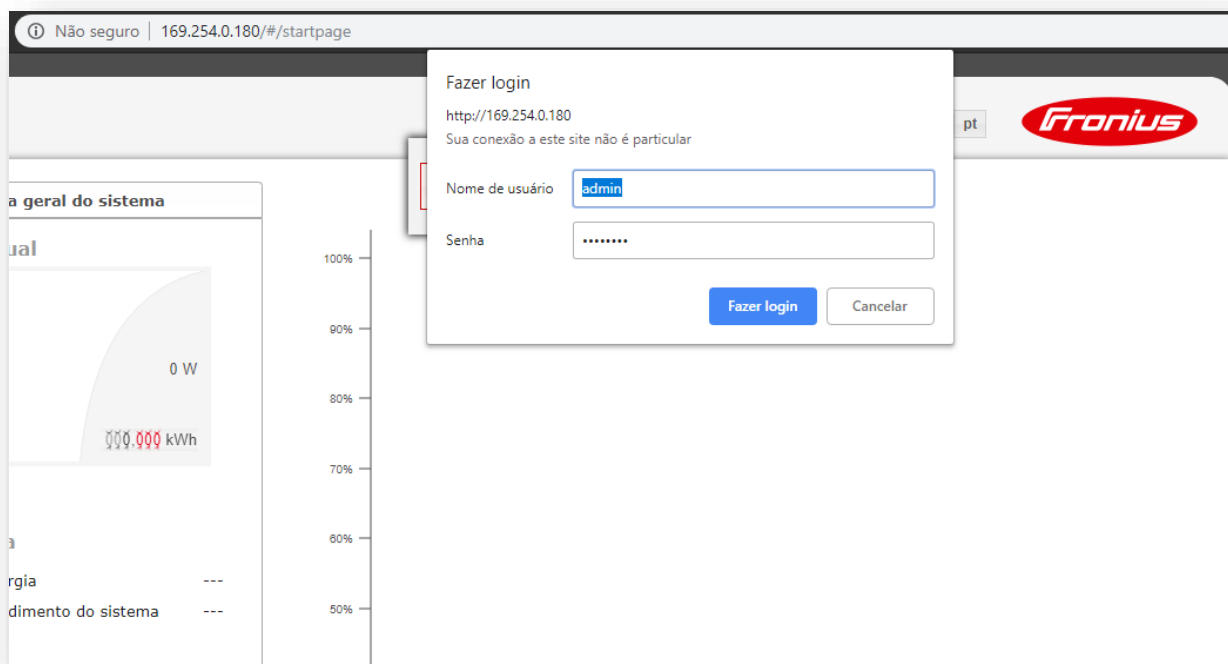 Não seguro | 169.254.0.180/#/startpage
Fazer login
http://169.254.0.180
Sua conexão a este site não é particular
Nome de usuário admin
Senha ••••••••
Fazer login Cancelar
pt
Fronius
a geral do sistema
ual
0 W
kWh
rgia ---
dimento do sistema ---
100%
90%
80%
70%
60%
50%